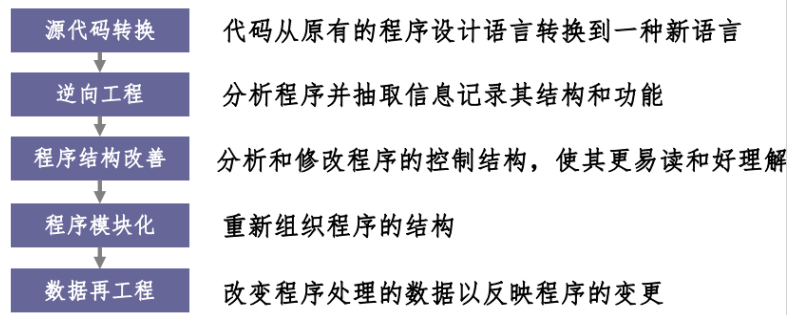 源代码转换 代码从原有的程序设计语言转换到一种新语言
逆向工程 分析程序并抽取信息记录其结构和功能
程序结构改善 分析和修改程序的控制结构，使其更易读和好理解
程序模块化 重新组织程序的结构
数据再工程 改变程序处理的数据以反映程序的变更